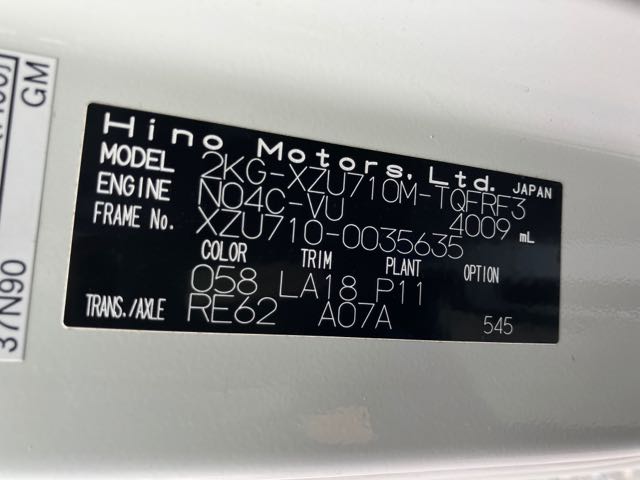 Hino Motors, Ltd. JAPAN
MODEL 2KG-XZU710M-TQFRF3
ENGINE N04C-VU 4009 mL
FRAME No. XZU710-0035635
COLOR TRIM PLANT OPTION
058 LA18 P11
TRANS./AXLE RE62 A07A 545
37N90
GM